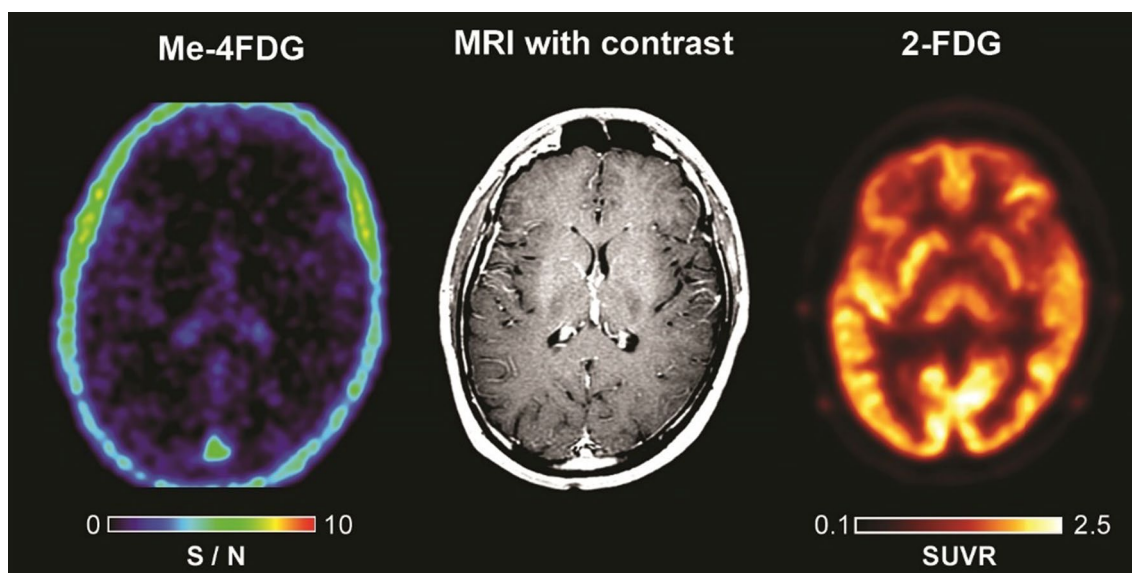 Me-4FDG
MRI with contrast
2-FDG
0 10
S / N
0.1 2.5
SUVR